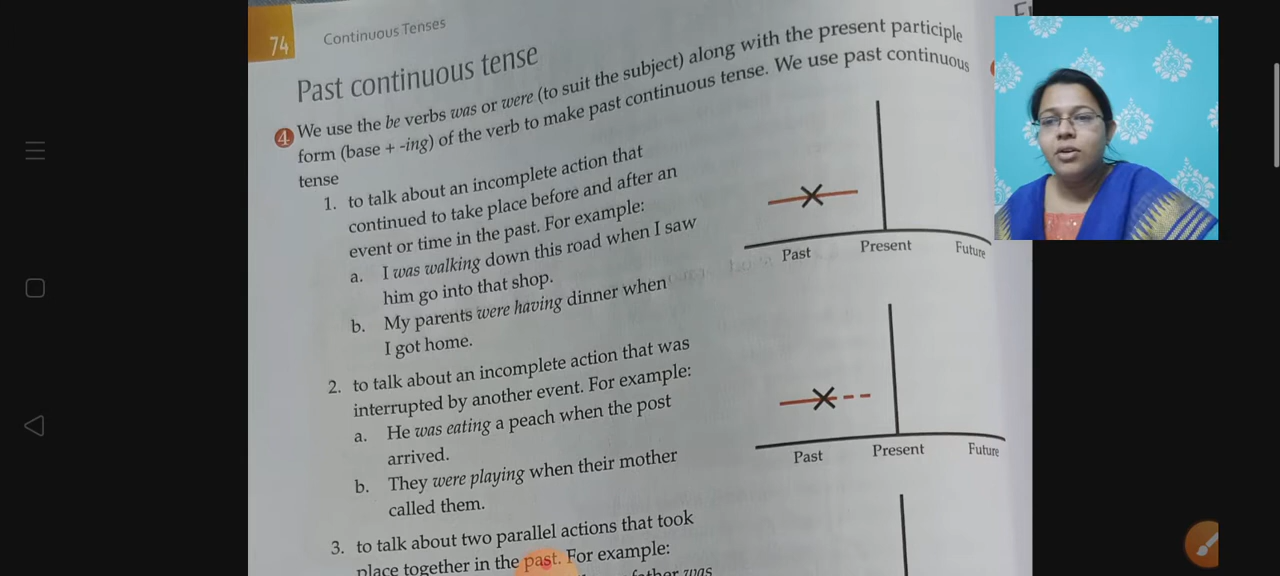 74
Continuous Tenses
Past continuous tense
4 We use the be verbs was or were (to suit the subject) along with the present participle
form (base + -ing) of the verb to make past continuous tense. We use past continuous
tense
1. to talk about an incomplete action that
continued to take place before and after an
event or time in the past. For example:
a. I was walking down this road when I saw
him go into that shop.
b. My parents were having dinner when
I got home.
Past Present Future
2. to talk about an incomplete action that was
interrupted by another event. For example:
a. He was eating a peach when the post
arrived.
b. They were playing when their mother
called them.
Past Present Future
3. to talk about two parallel actions that took
place together in the past. For example:
father was